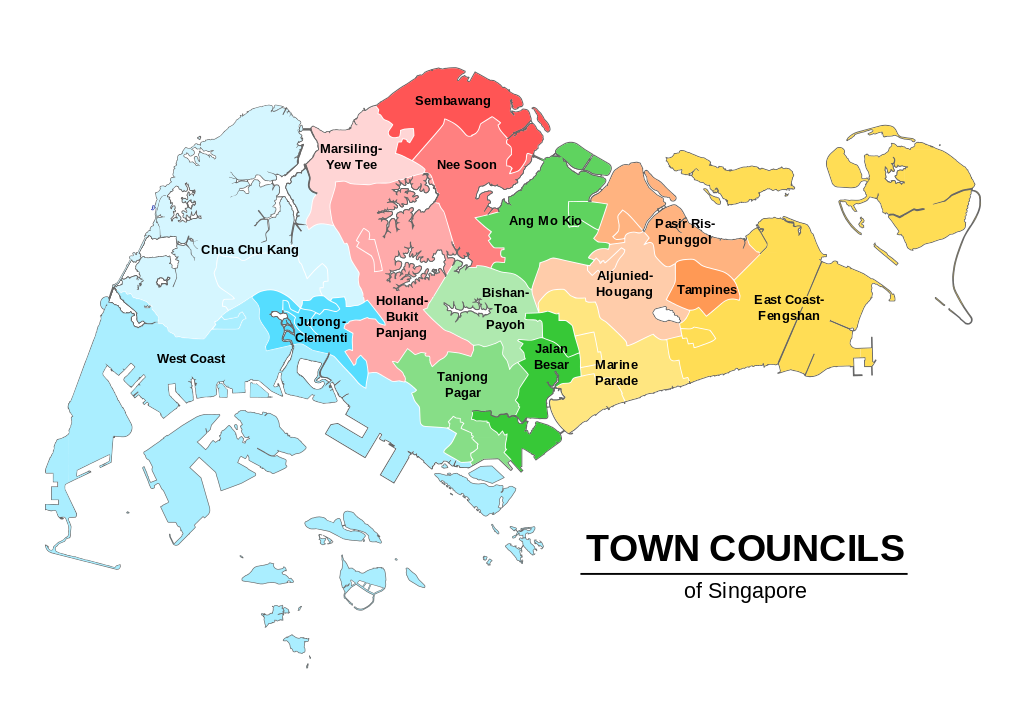 Sembawang
Marsiling-
Yew Tee
Nee Soon
Ang Mo Kio
Pasir Ris-
Punggol
Chua Chu Kang
Aljunied-
Hougang
Tampines
East Coast-
Fengshan
Bishan-
Toa
Payoh
Holland-
Bukit
Panjang
Jurong-
Clementi
West Coast
Jalan
Besar
Marine
Parade
Tanjong
Pagar
TOWN COUNCILS
of Singapore